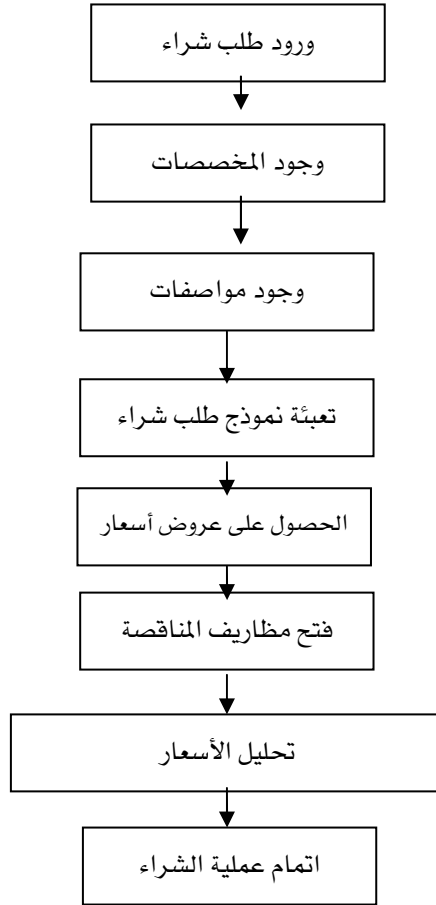 ورود طلب شراء
وجود المخصصات
وجود مواصفات
تعبئة نموذج طلب شراء
الحصول على عروض أسعار
فتح مظاريف المناقصة
تحليل الأسعار
اتمام عملية الشراء